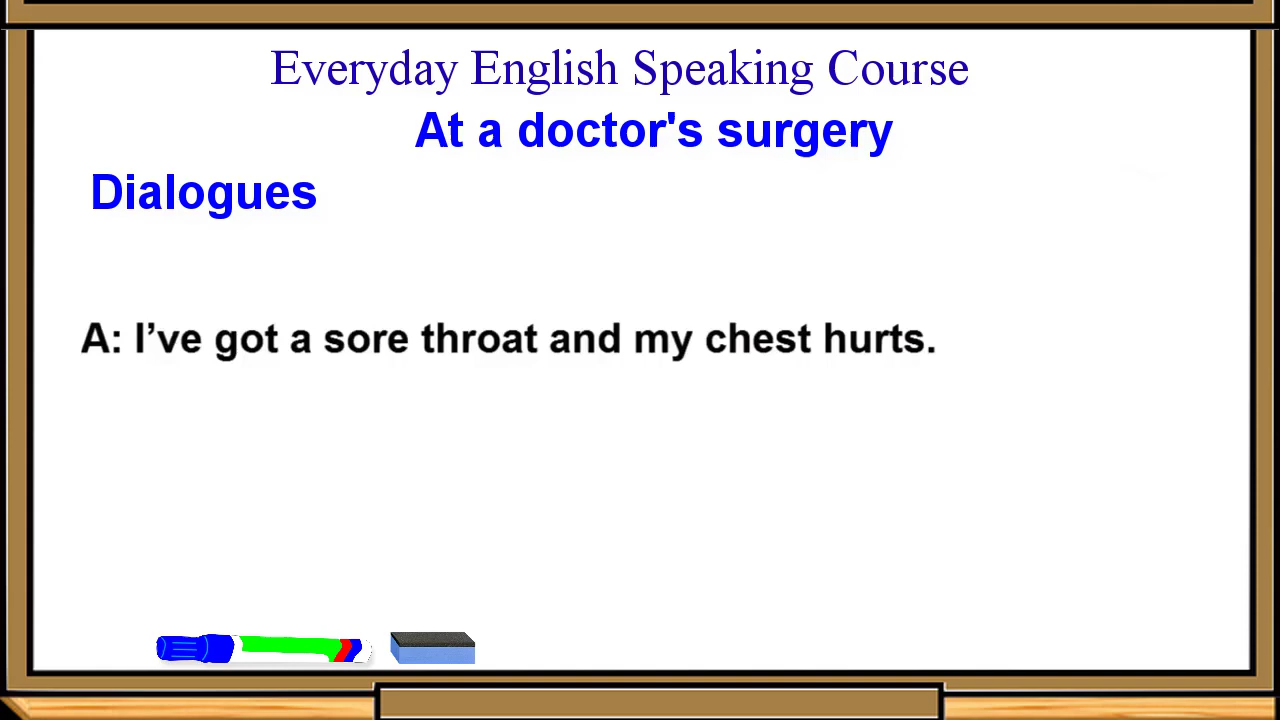 Everyday English Speaking Course
At a doctor's surgery
Dialogues
A: I’ve got a sore throat and my chest hurts.